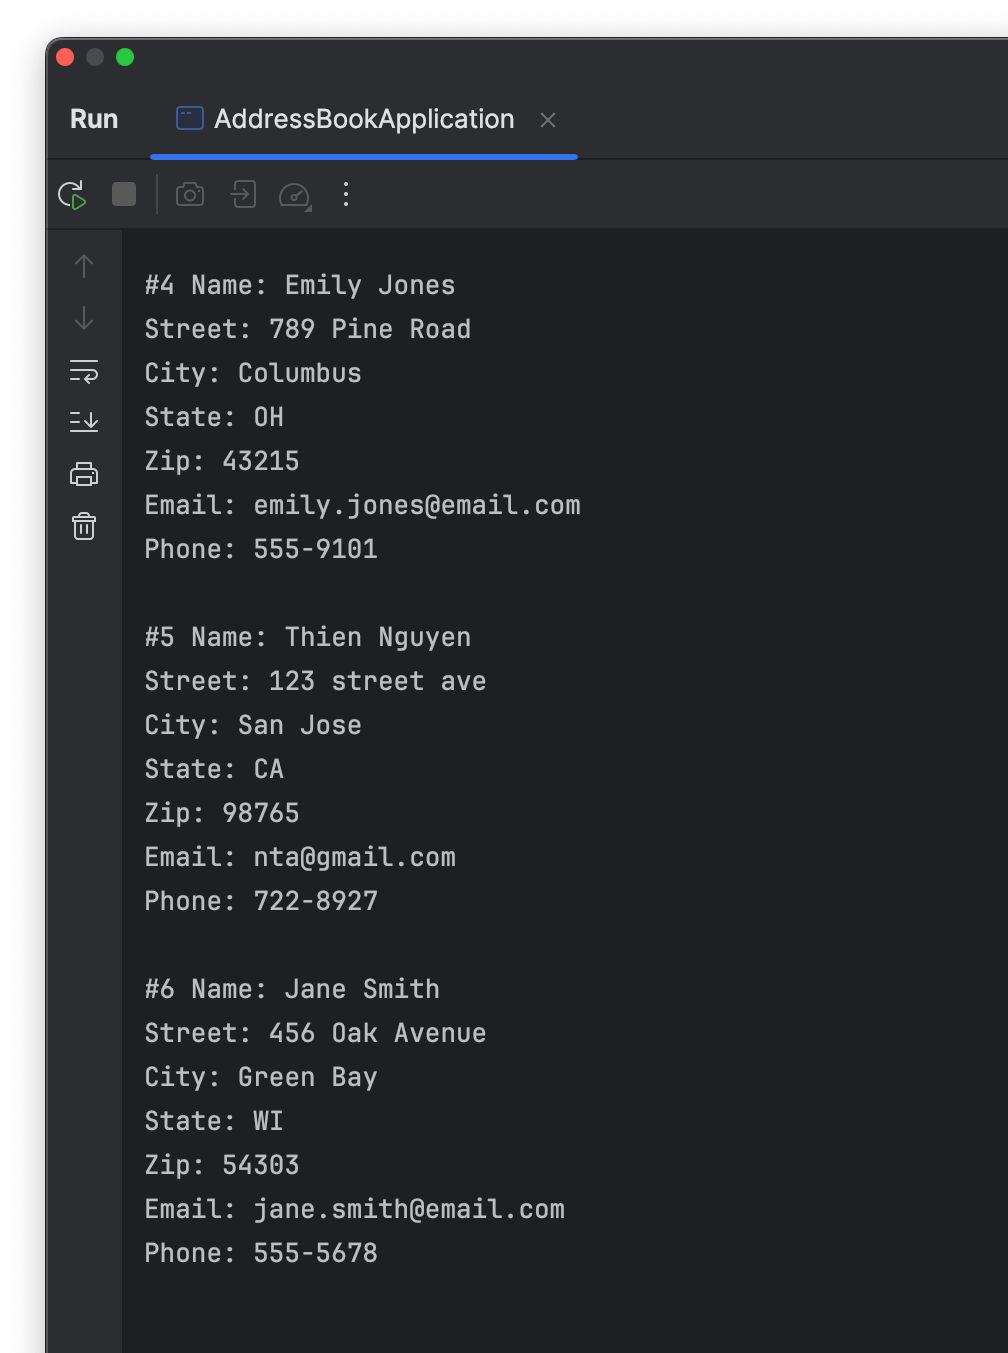 Run
AddressBookApplication
#4 Name: Emily Jones
Street: 789 Pine Road
City: Columbus
State: OH
Zip: 43215
Email: emily.jones@email.com
Phone: 555-9101
#5 Name: Thien Nguyen
Street: 123 street ave
City: San Jose
State: CA
Zip: 98765
Email: nta@gmail.com
Phone: 722-8927
#6 Name: Jane Smith
Street: 456 Oak Avenue
City: Green Bay
State: WI
Zip: 54303
Email: jane.smith@email.com
Phone: 555-5678